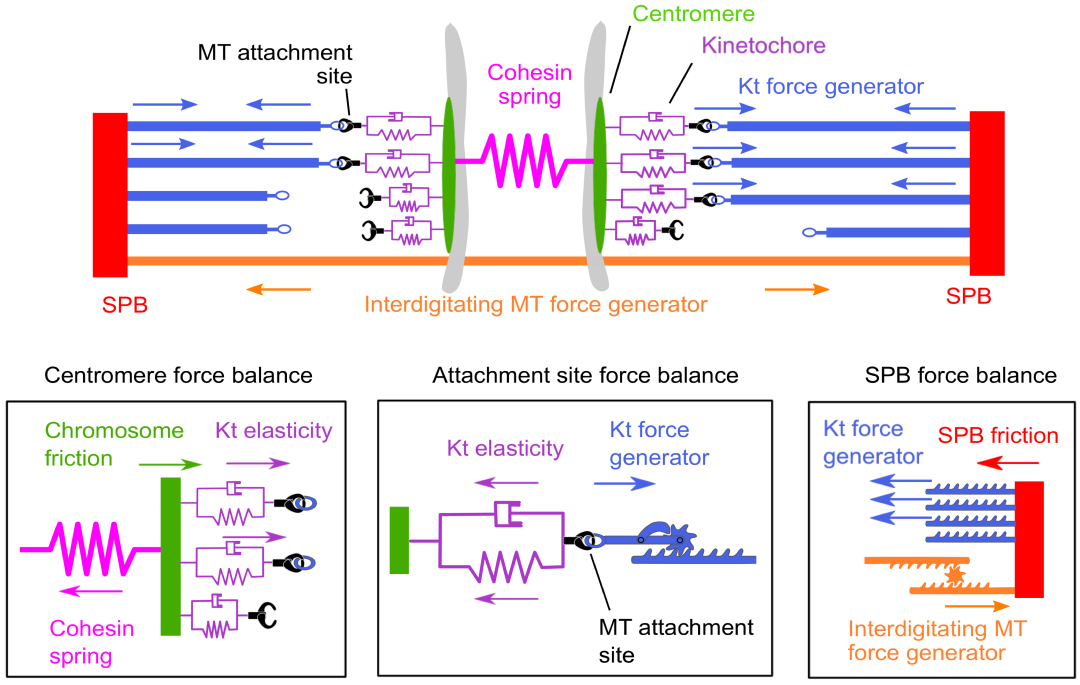 Centromere
MT attachment
site
Kinetochore
Cohesin
spring
Kt force generator
SPB
Interdigitating MT force generator
SPB
Centromere force balance
Attachment site force balance
SPB force balance
Chromosome
friction
Kt elasticity
Cohesin
spring
Kt elasticity
Kt force
generator
MT attachment
site
Kt force
generator
SPB friction
Interdigitating MT
force generator